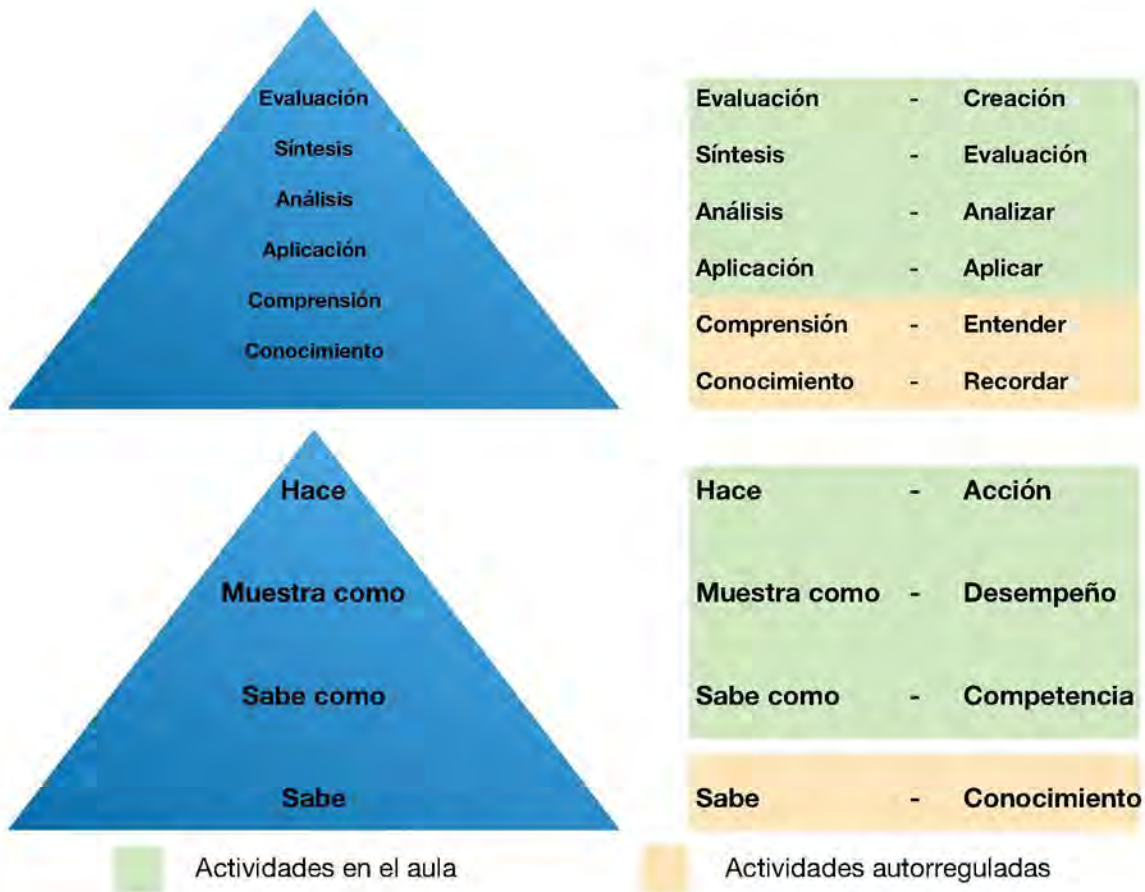 Evaluación
Síntesis
Análisis
Aplicación
Comprensión
Conocimiento
Evaluación - Creación
Síntesis - Evaluación
Análisis - Analizar
Aplicación - Aplicar
Comprensión - Entender
Conocimiento - Recordar
Hace
Muestra como
Sabe como
Sabe
Hace - Acción
Muestra como - Desempeño
Sabe como - Competencia
Sabe - Conocimiento
Actividades en el aula
Actividades autorreguladas